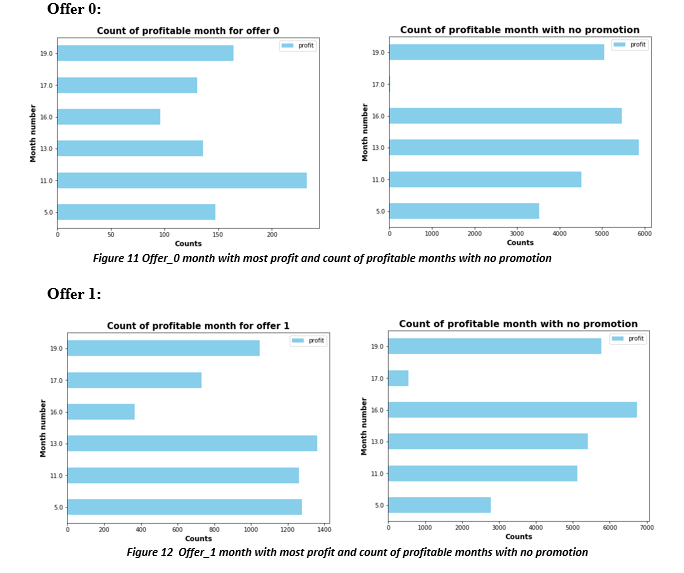 Offer 0:
Count of profitable month for offer 0
profit
19.0
17.0
16.0
13.0
11.0
5.0
Month number
0 50 100 150 200
Counts
Count of profitable month with no promotion
profit
19.0
17.0
16.0
13.0
11.0
5.0
Month number
0 1000 2000 3000 4000 5000 6000
Counts
Figure 11 Offer_0 month with most profit and count of profitable months with no promotion
Offer 1:
Count of profitable month for offer 1
profit
19.0
17.0
16.0
13.0
11.0
5.0
Month number
0 200 400 600 800 1000 1200 1400
Counts
Count of profitable month with no promotion
profit
19.0
17.0
16.0
13.0
11.0
5.0
Month number
0 1000 2000 3000 4000 5000 6000 7000
Counts
Figure 12 Offer_1 month with most profit and count of profitable months with no promotion